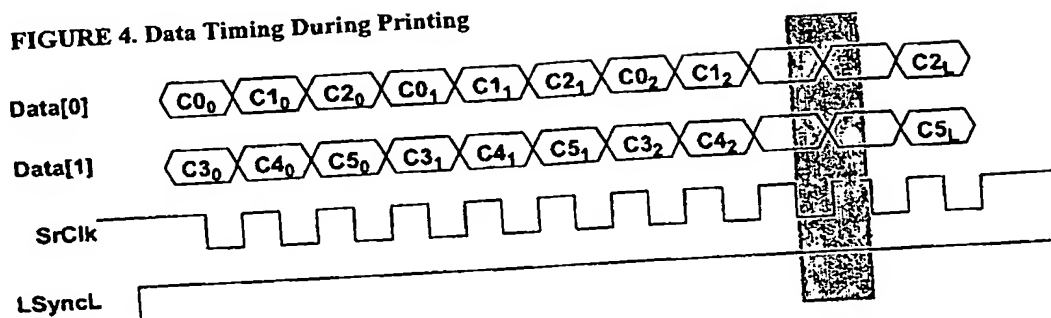 FIGURE 4. Data Timing During Printing
Data[0] C0₀ C1₀ C2₀ C0₁ C1₁ C2₁ C0₂ C1₂ C2L
Data[1] C3₀ C4₀ C5₀ C3₁ C4₁ C5₁ C3₂ C4₂ C5L
SrClk
LSyncL